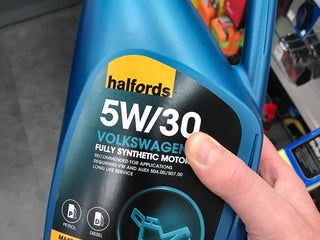 halfords
5W/30
VOLKSWAGEN
FULLY SYNTHETIC MOTOR
RECOMMENDED FOR APPLICATIONS
REQUIRING VW AND AUDI 504.00/507.00
LONG LIFE SERVICE
PETROL
DIESEL